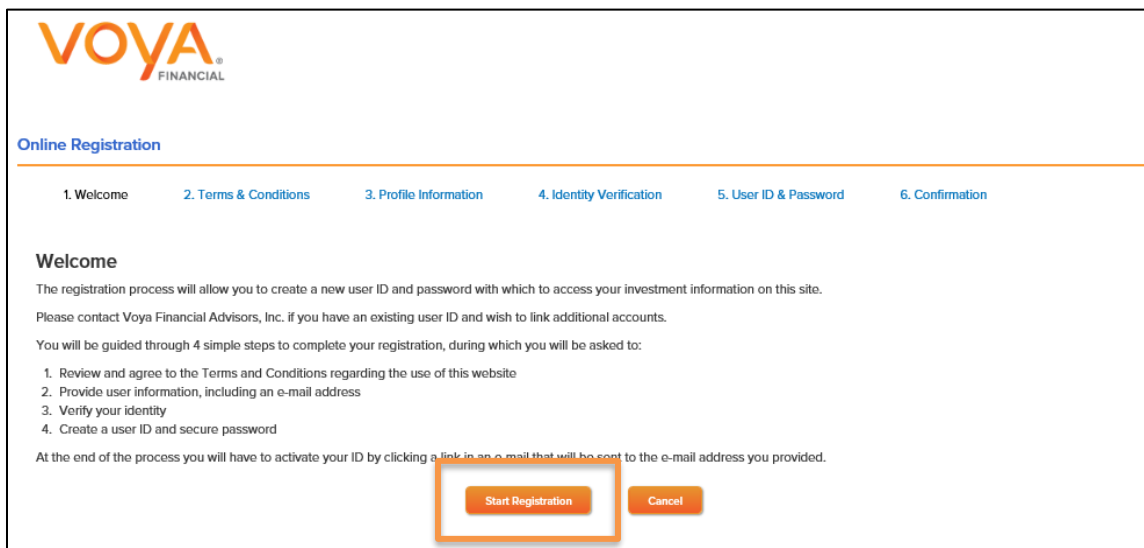 VOYA®
FINANCIAL
Online Registration
1. Welcome 2. Terms & Conditions 3. Profile Information 4. Identity Verification 5. User ID & Password 6. Confirmation
Welcome
The registration process will allow you to create a new user ID and password with which to access your investment information on this site.
Please contact Voya Financial Advisors, Inc. if you have an existing user ID and wish to link additional accounts.
You will be guided through 4 simple steps to complete your registration, during which you will be asked to:
1. Review and agree to the Terms and Conditions regarding the use of this website
2. Provide user information, including an e-mail address
3. Verify your identity
4. Create a user ID and secure password
At the end of the process you will have to activate your ID by clicking a link in an e-mail that will be sent to the e-mail address you provided.
Start Registration Cancel